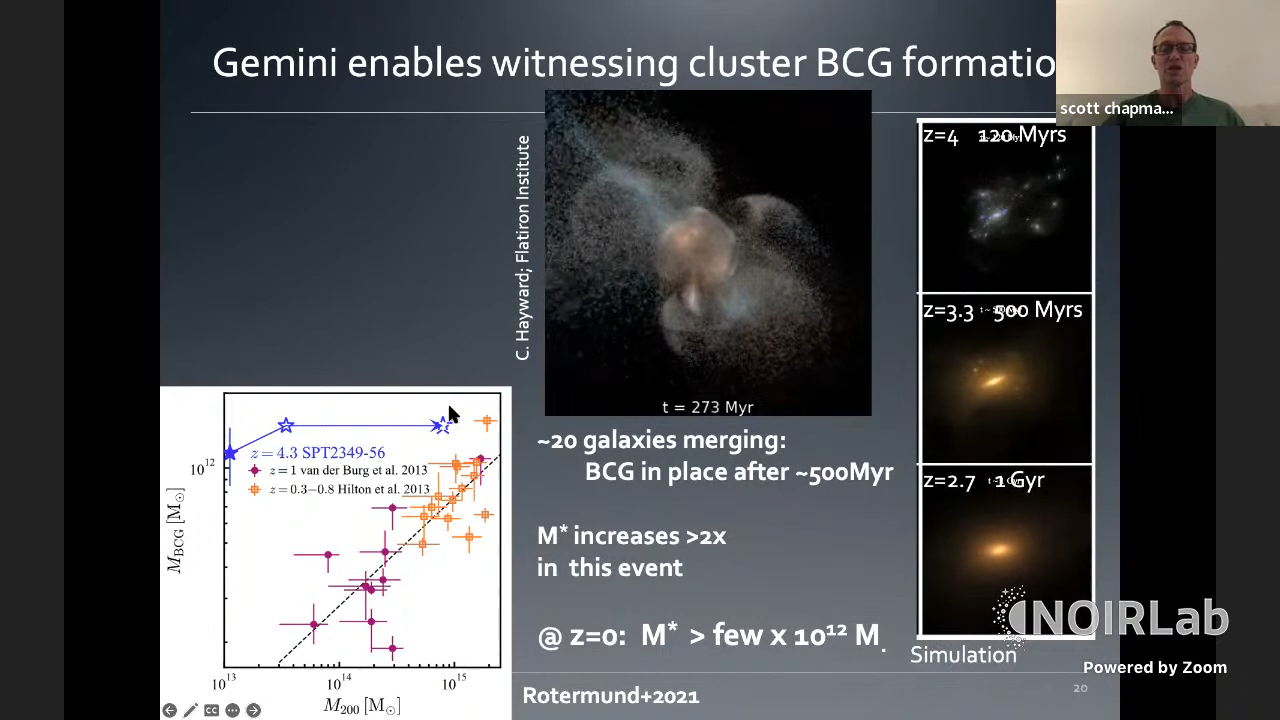 Gemini enables witnessing cluster BCG formatio
scott chapma...
C. Hayward; Flatiron Institute
t = 273 Myr
z=4 120 Myrs
z=3.3 500 Myrs
z=2.7 1 Gyr
Simulation
~20 galaxies merging:
BCG in place after ~500Myr
M* increases >2x
in this event
@ z=0: M* > few x 10¹² M.
Rotermund+2021
z = 4.3 SPT2349-56
z = 1 van der Burg et al. 2013
z = 0.3−0.8 Hilton et al. 2013
10¹²
M_BCG [M⊙]
10¹³ 10¹⁴ 10¹⁵
M₂₀₀ [M⊙]
CC
NOIRLab
Powered by Zoom
20